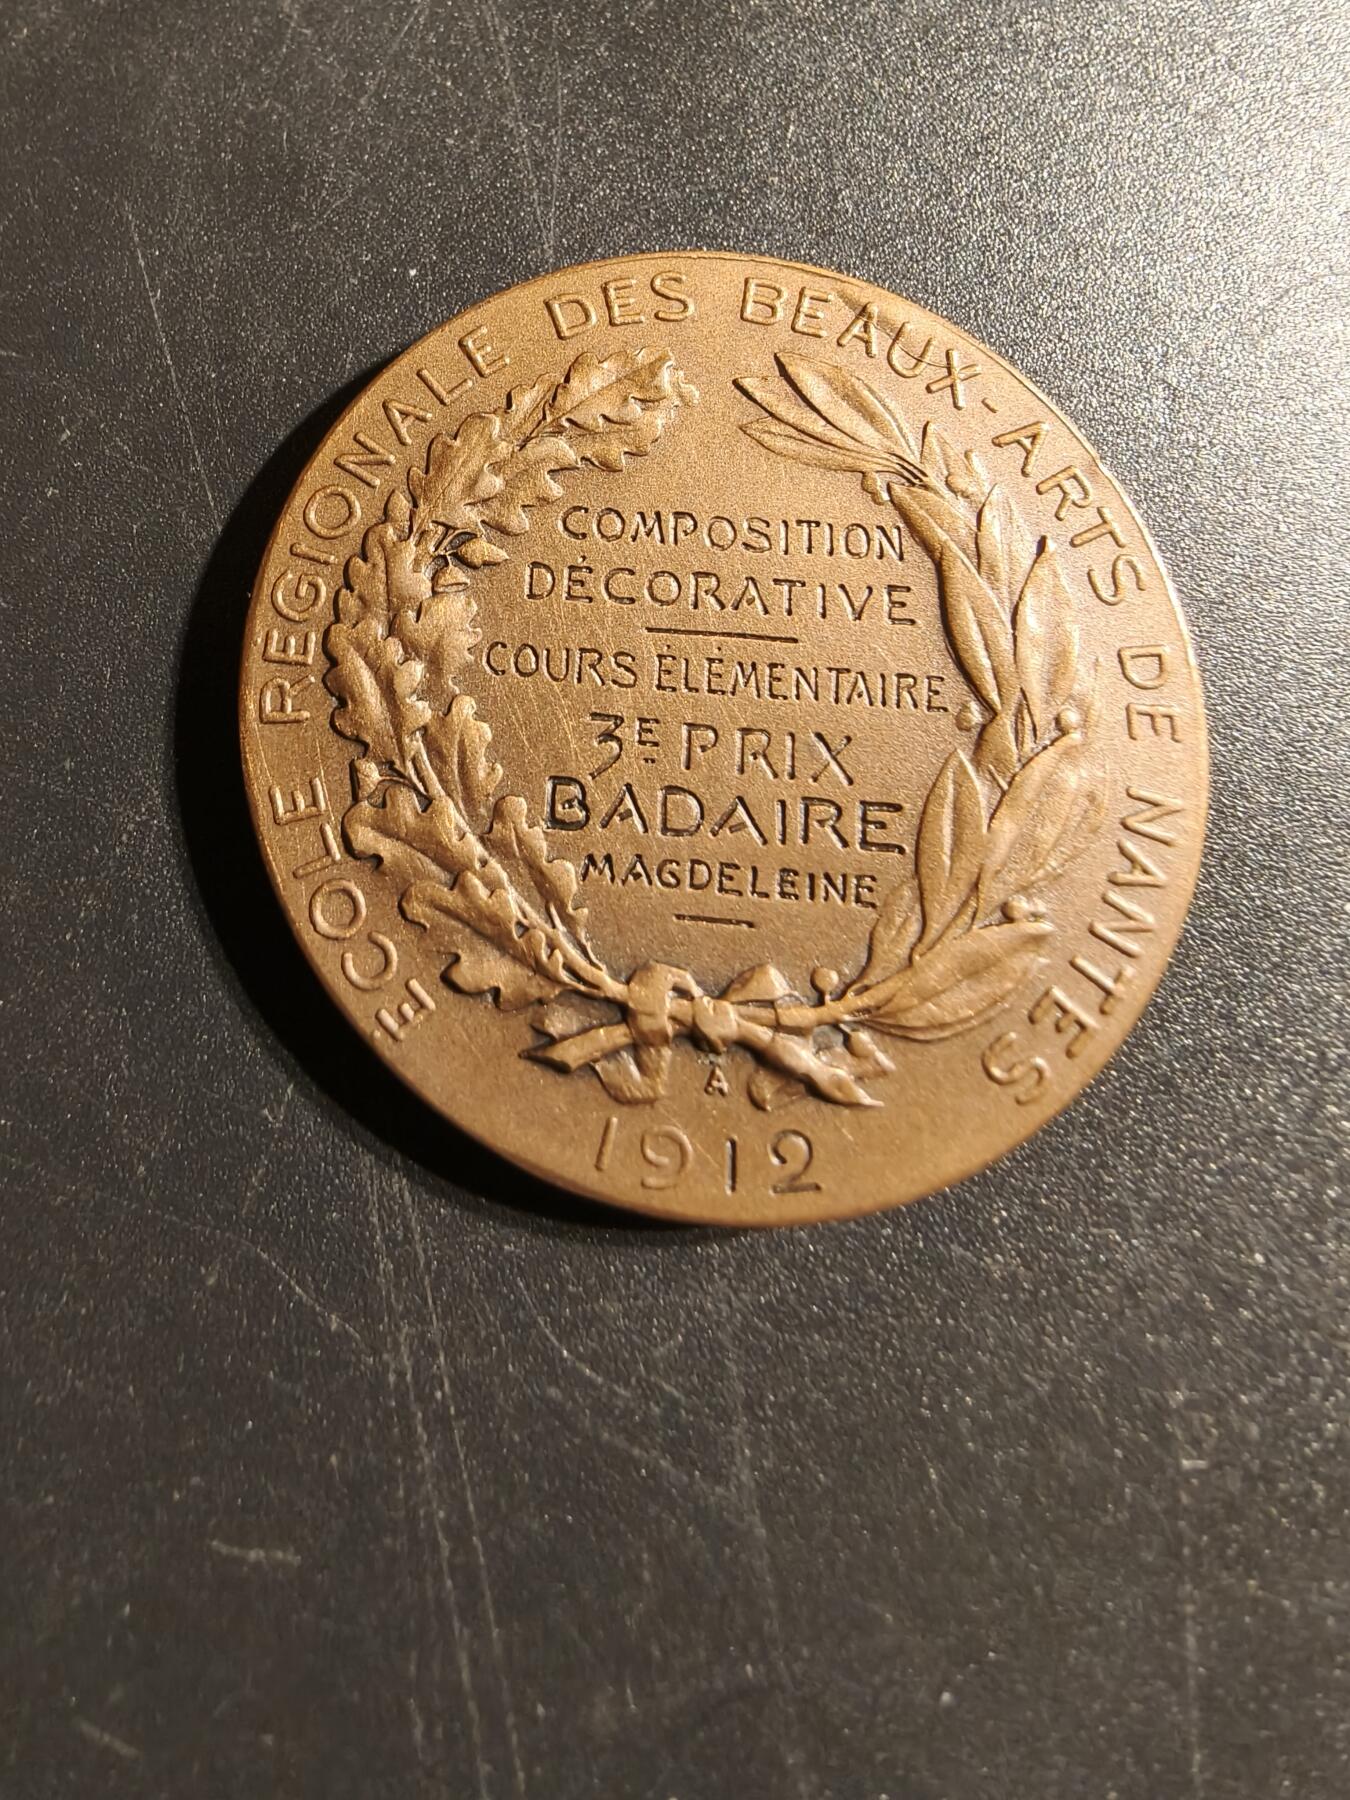 ÉCOLE RÉGIONALE DES BEAUX-ARTS DE NANTES
COMPOSITION
DÉCORATIVE
COURS ÉLÉMENTAIRE
3E PRIX
BADAIRE
MAGDELEINE
A
1912